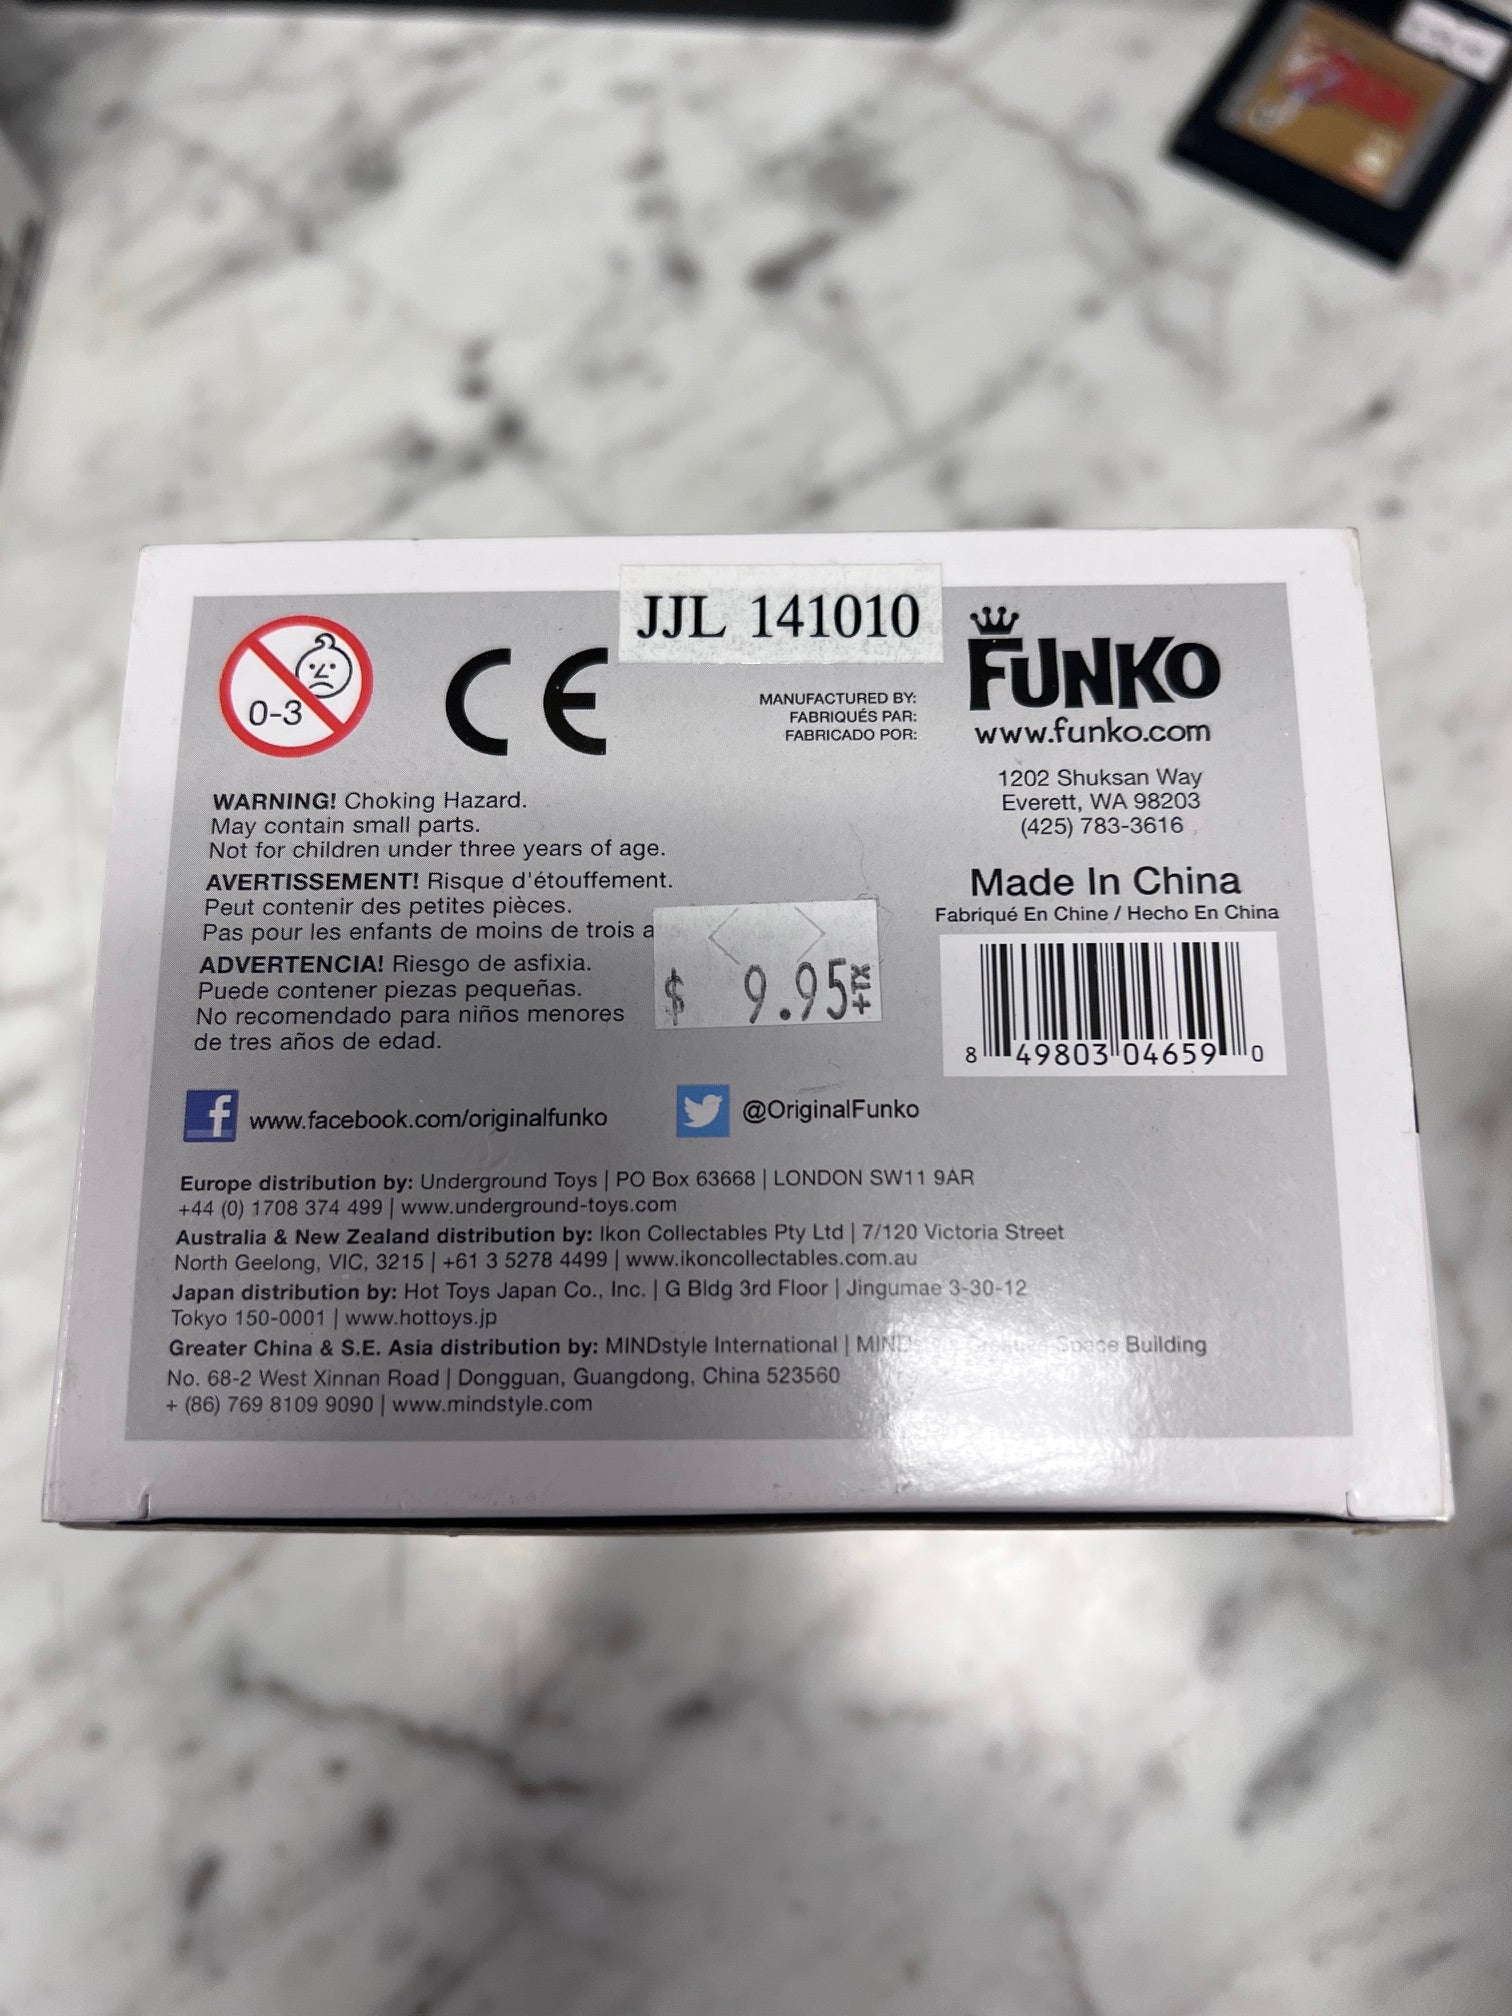 JJL 141010
0-3
CE
MANUFACTURED BY:
FABRIQUÉS PAR:
FABRICADO POR:
FUNKO
www.funko.com
1202 Shuksan Way
Everett, WA 98203
(425) 783-3616
WARNING! Choking Hazard.
May contain small parts.
Not for children under three years of age.
AVERTISSEMENT! Risque d'étouffement.
Peut contenir des petites pièces.
Pas pour les enfants de moins de trois a
ADVERTENCIA! Riesgo de asfixia.
Puede contener piezas pequeñas.
No recomendado para niños menores
de tres años de edad.
$ 9.95
+TX
Made In China
Fabriqué En Chine / Hecho En China
8 49803 04659 0
f www.facebook.com/originalfunko
@OriginalFunko
Europe distribution by: Underground Toys | PO Box 63668 | LONDON SW11 9AR
+44 (0) 1708 374 499 | www.underground-toys.com
Australia & New Zealand distribution by: Ikon Collectables Pty Ltd | 7/120 Victoria Street
North Geelong, VIC, 3215 | +61 3 5278 4499 | www.ikoncollectables.com.au
Japan distribution by: Hot Toys Japan Co., Inc. | G Bldg 3rd Floor | Jingumae 3-30-12
Tokyo 150-0001 | www.hottoys.jp
Greater China & S.E. Asia distribution by: MINDstyle International | MINDstyle Creative Space Building
No. 68-2 West Xinnan Road | Dongguan, Guangdong, China 523560
+ (86) 769 8109 9090 | www.mindstyle.com